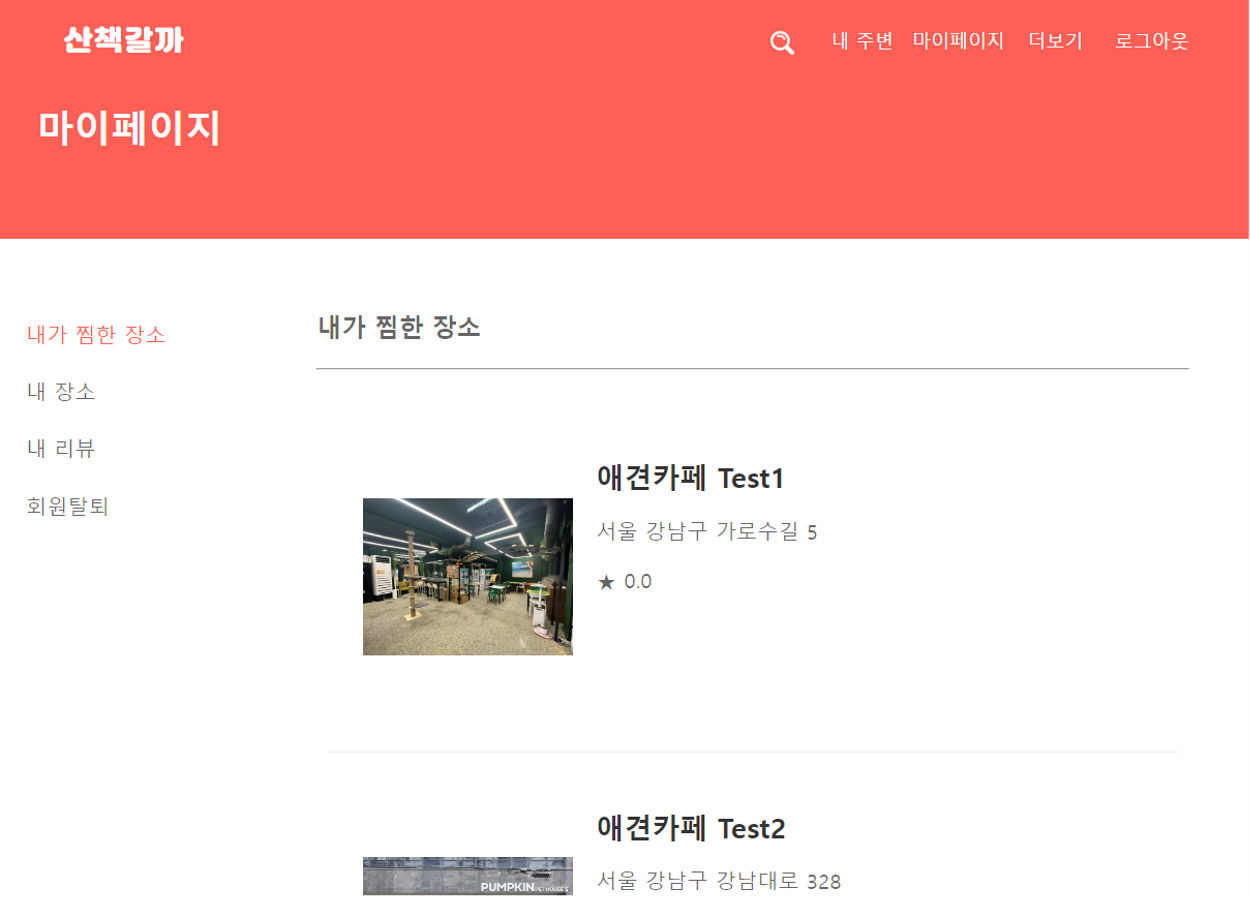 산책갈까
내 주변 마이페이지 더보기 로그아웃
마이페이지
내가 찜한 장소
내 장소
내 리뷰
회원탈퇴
내가 찜한 장소
애견카페 Test1
서울 강남구 가로수길 5
★ 0.0
애견카페 Test2
서울 강남구 강남대로 328
PUMPKIN PET HOUSE